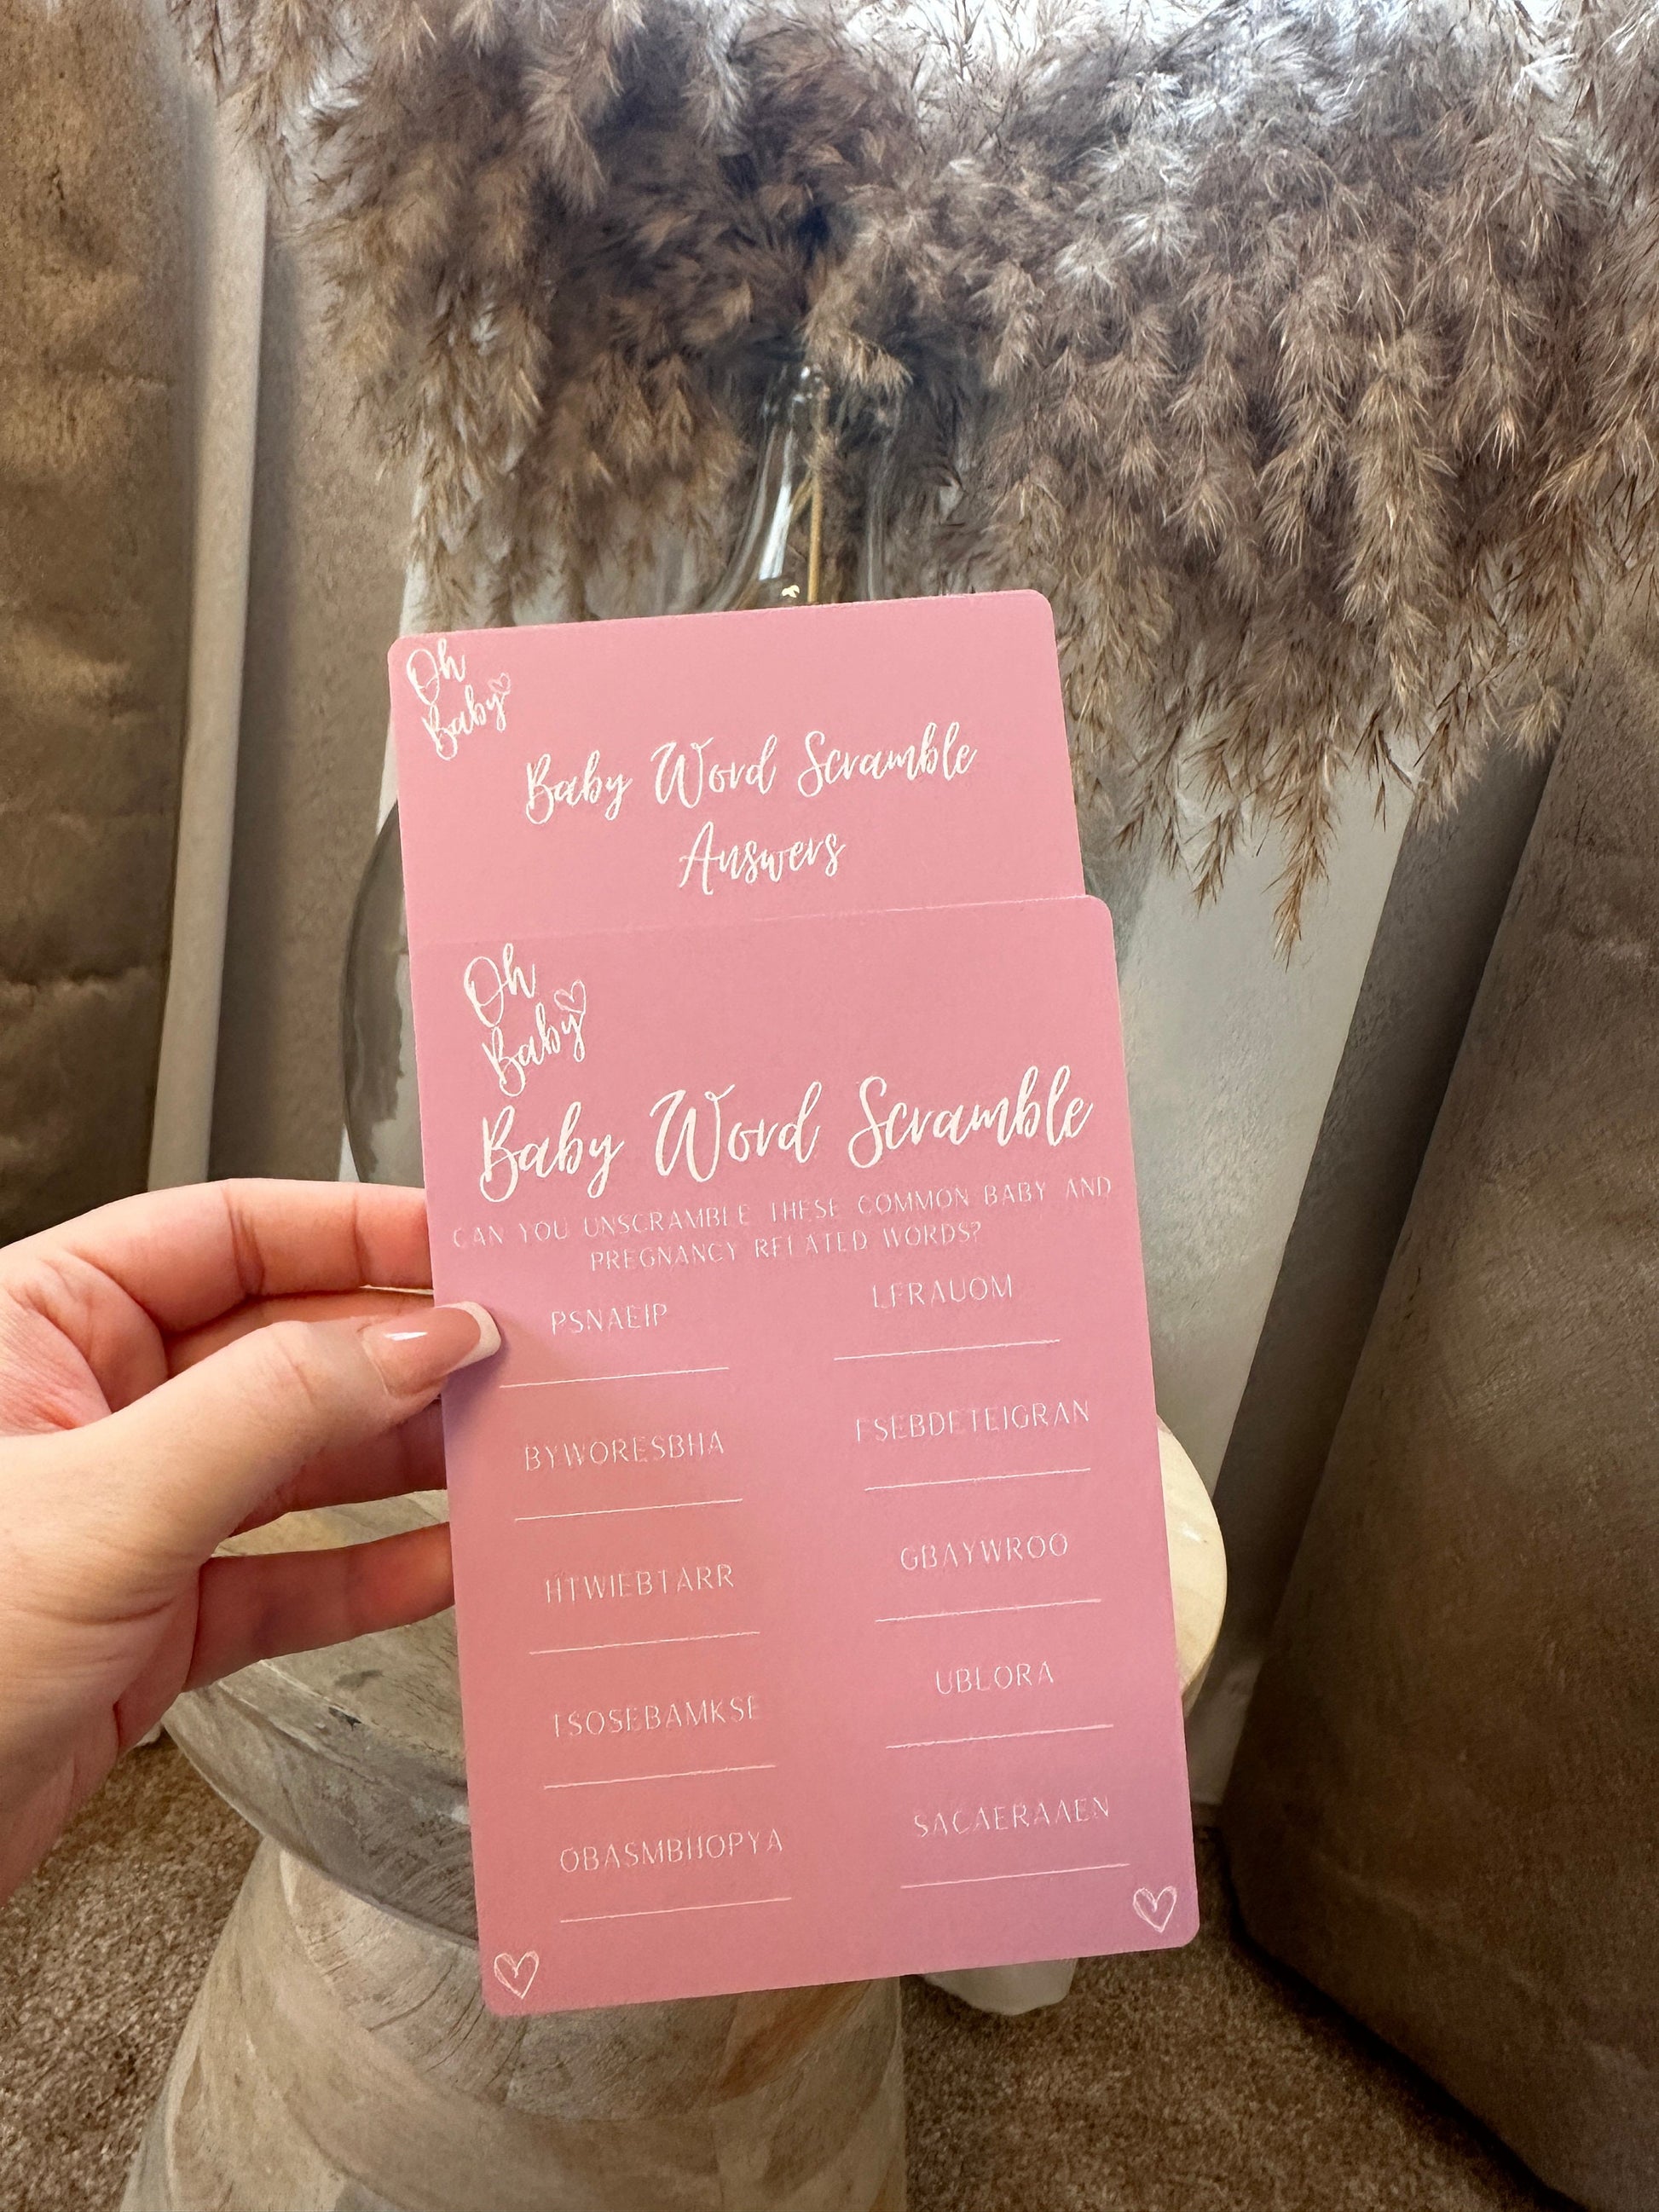 Oh
Baby
Baby Word Scramble
Answers
Oh
Baby
Baby Word Scramble
CAN YOU UNSCRAMBLE THESE COMMON BABY AND
PREGNANCY RELATED WORDS?
PSNAEIP
LFRAUOM
BYWORESBHA
FSEBDETEIGRAN
HTWIEBTARR
GBAYWROO
TSOSEBAMKSE
UBLORA
OBASMBHOPYA
SACAERAAEN